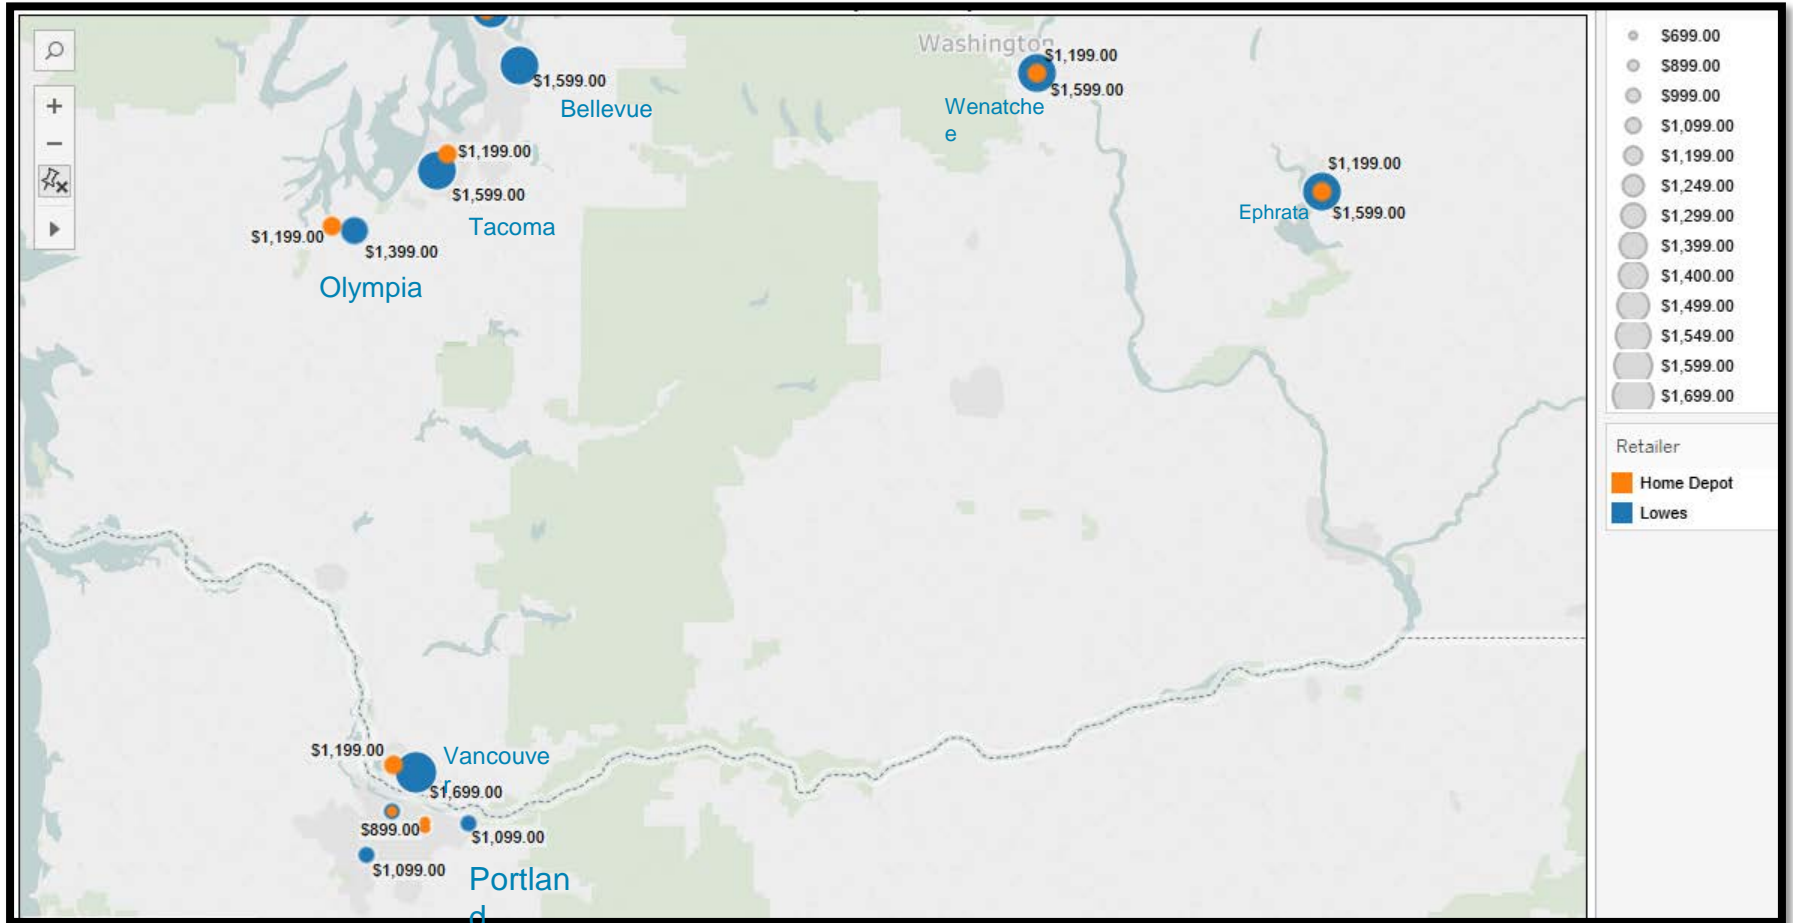 Washington
$1,199.00
$1,599.00
Bellevue
Wenatche
e
$1,599.00
$1,199.00
$1,599.00
Tacoma
$1,199.00
$1,399.00
Olympia
$1,199.00
Ephrata
$1,599.00
$1,199.00
Vancouve
r
$1,699.00
$899.00
$1,099.00
$1,099.00
Portlan
d
$699.00
$899.00
$999.00
$1,099.00
$1,199.00
$1,249.00
$1,299.00
$1,399.00
$1,400.00
$1,499.00
$1,549.00
$1,599.00
$1,699.00
Retailer
Home Depot
Lowes